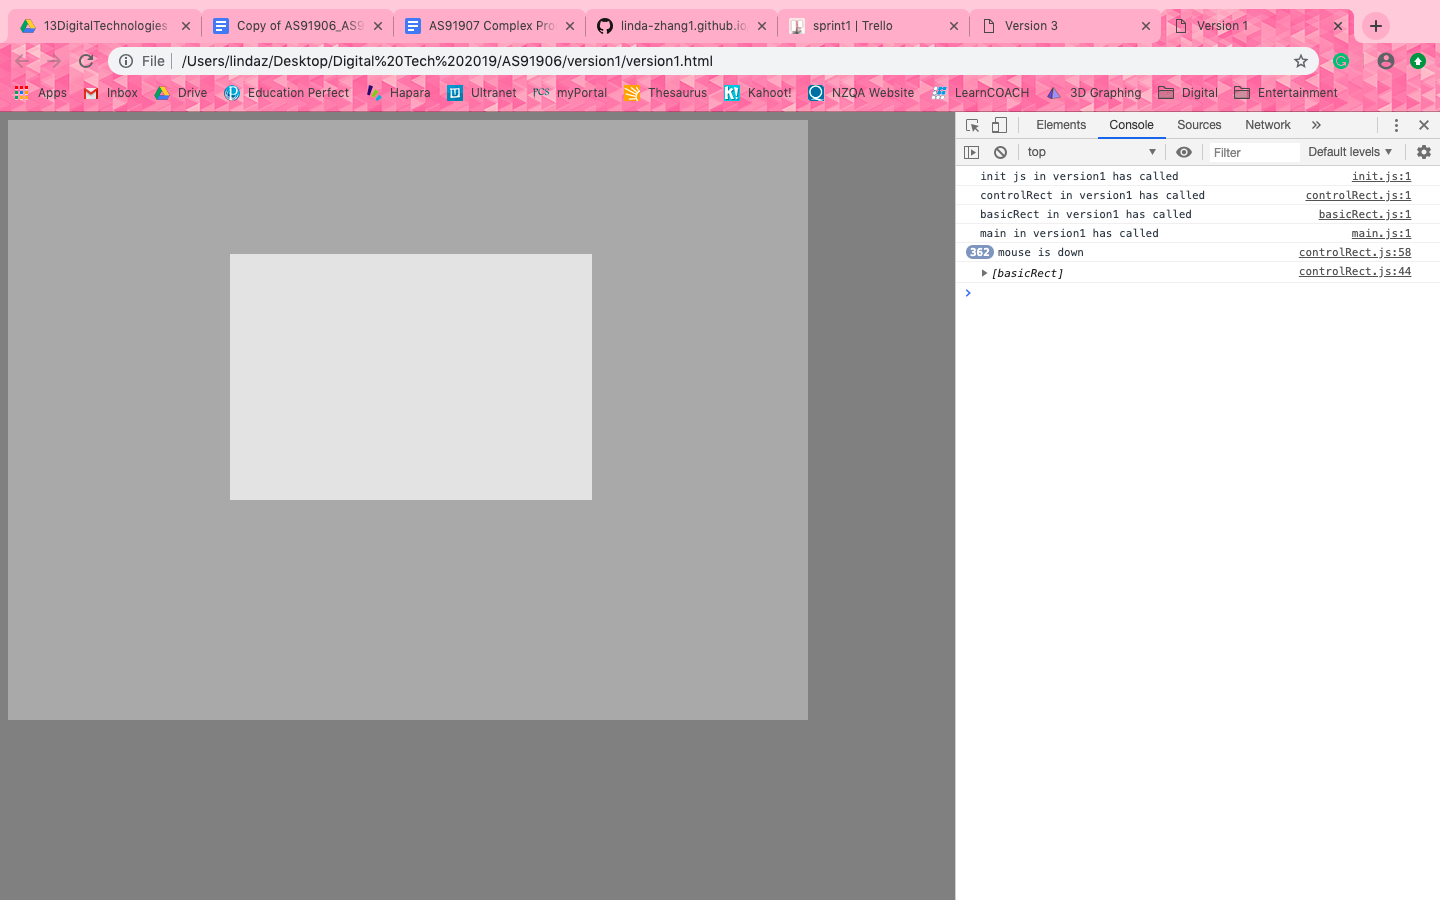 13DigitalTechnologies
Copy of AS91906_AS9
AS91907 Complex Pro
linda-zhang1.github.io
sprint1 | Trello
Version 3
Version 1
File
/Users/lindaz/Desktop/Digital%20Tech%202019/AS91906/version1/version1.html
Apps
Inbox
Drive
Education Perfect
Hapara
Ultranet
PCS myPortal
Thesaurus
K! Kahoot!
NZQA Website
LearnCOACH
3D Graphing
Digital
Entertainment
Elements Console Sources Network »
top Filter Default levels
init js in version1 has called init.js:1
controlRect in version1 has called controlRect.js:1
basicRect in version1 has called basicRect.js:1
main in version1 has called main.js:1
362 mouse is down controlRect.js:58
[basicRect] controlRect.js:44